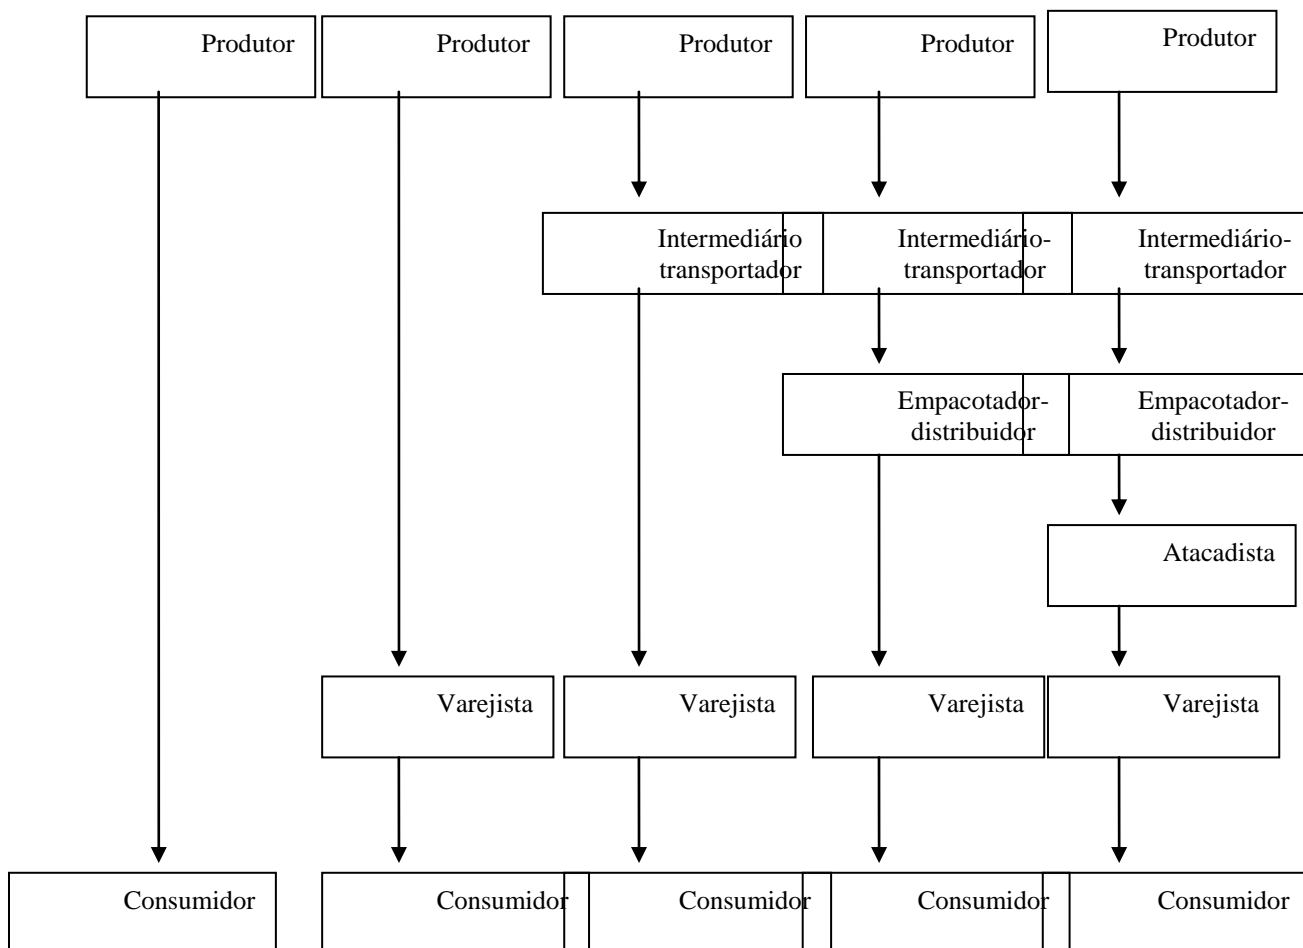 Produtor
Produtor
Produtor
Produtor
Produtor
Intermediário
transportador
Intermediário-
transportador
Intermediário-
transportador
Empacotador-
distribuidor
Empacotador-
distribuidor
Atacadista
Varejista
Varejista
Varejista
Varejista
Consumidor
Consumidor
Consumidor
Consumidor
Consumidor